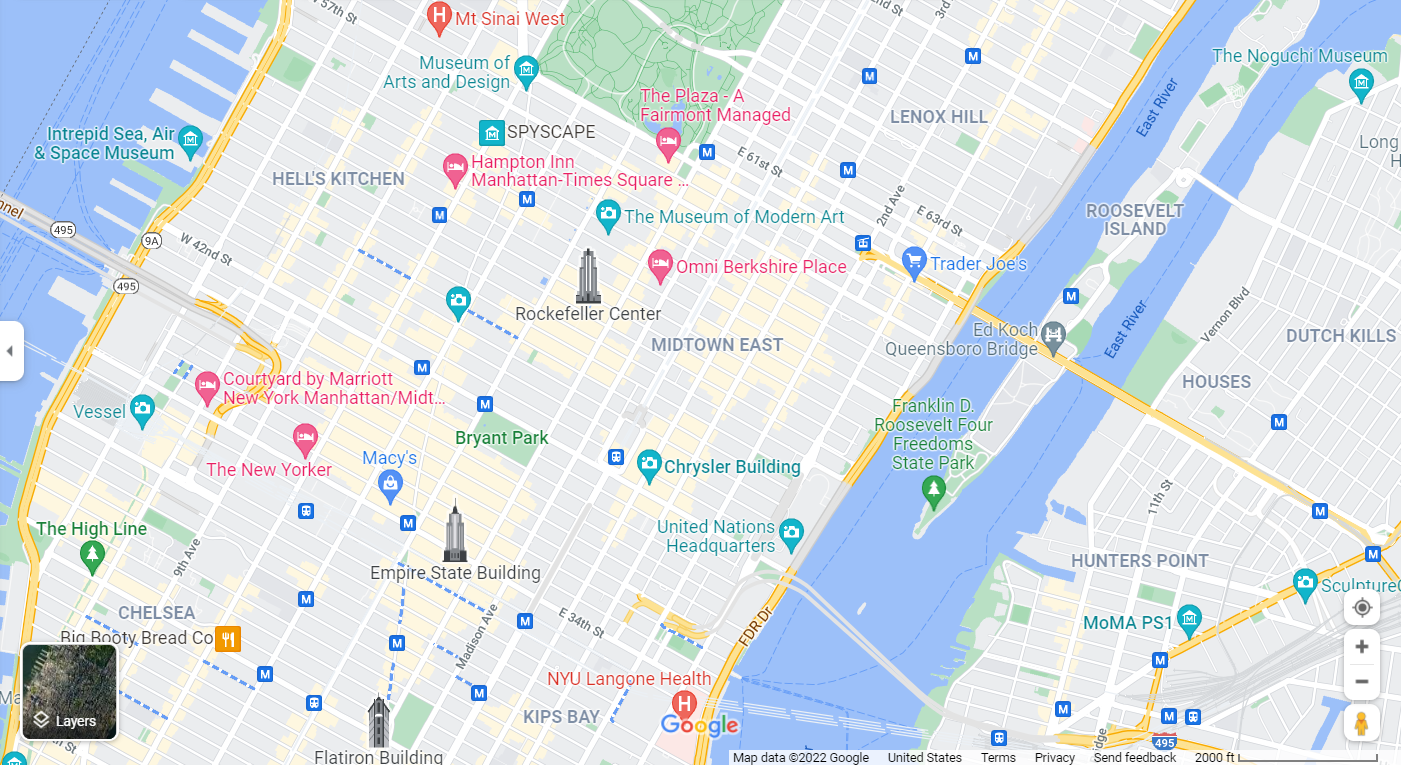 W 57th St
Mt Sinai West
3rd
Museum of
Arts and Design
The Noguchi Museum
The Plaza - A
Fairmont Managed
LENOX HILL
East River
Intrepid Sea, Air
& Space Museum
SPYSCAPE
Long
H
E 61st St
Hampton Inn
Manhattan-Times Square ...
HELL'S KITCHEN
2nd Ave
nnel
495
9A
W 42nd St
The Museum of Modern Art
E 63rd St
ROOSEVELT
ISLAND
Omni Berkshire Place
Trader Joe's
495
Rockefeller Center
Vernon Blvd
East River
MIDTOWN EAST
Ed Koch
Queensboro Bridge
DUTCH KILLS
Courtyard by Marriott
New York Manhattan/Midt...
HOUSES
Vessel
Franklin D.
Roosevelt Four
Freedoms
State Park
Bryant Park
Macy's
The New Yorker
Chrysler Building
11th St
The High Line
United Nations
Headquarters
9th Ave
Empire State Building
HUNTERS POINT
SculptureC
CHELSEA
Big Booty Bread Co
E 34th St
Madison Ave
FDR Dr
MoMA PS1
NYU Langone Health
Ma
Layers
KIPS BAY
Google
Flatiron Building
495
Map data ©2022 Google
United States
Terms
Privacy
Send feedback
2000 ft